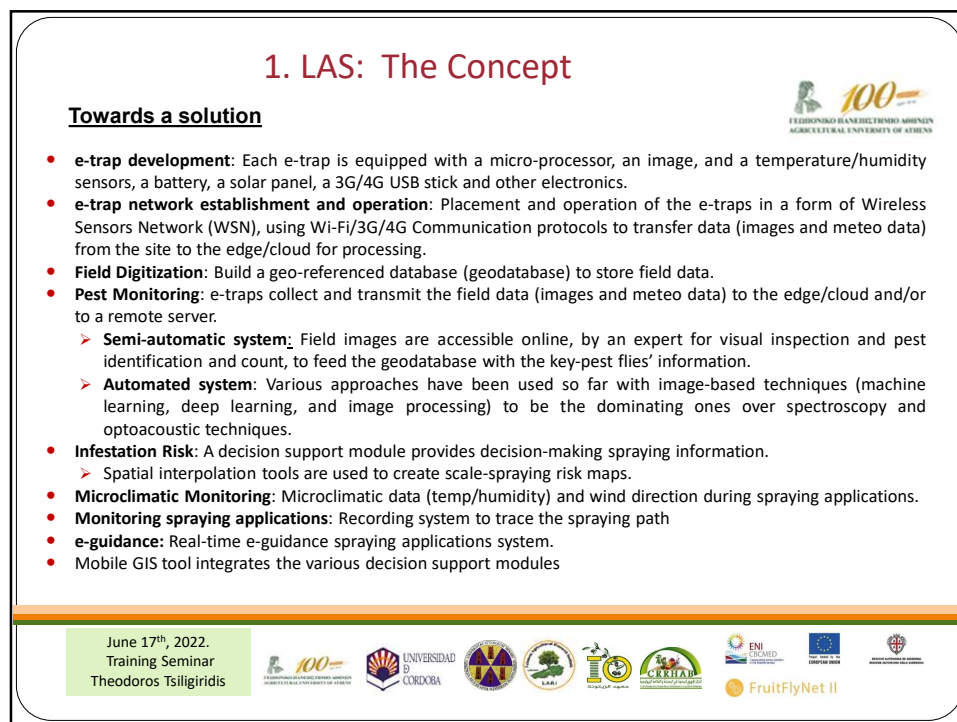 1. LAS: The Concept
Towards a solution
100
ΓΕΩΠΟΝΙΚΟ ΠΑΝΕΠΙΣΤΗΜΙΟ ΑΘΗΝΩΝ
AGRICULTURAL UNIVERSITY OF ATHENS
• e-trap development: Each e-trap is equipped with a micro-processor, an image, and a temperature/humidity
sensors, a battery, a solar panel, a 3G/4G USB stick and other electronics.
• e-trap network establishment and operation: Placement and operation of the e-traps in a form of Wireless
Sensors Network (WSN), using Wi-Fi/3G/4G Communication protocols to transfer data (images and meteo data)
from the site to the edge/cloud for processing.
• Field Digitization: Build a geo-referenced database (geodatabase) to store field data.
• Pest Monitoring: e-traps collect and transmit the field data (images and meteo data) to the edge/cloud and/or
to a remote server.
➢ Semi-automatic system: Field images are accessible online, by an expert for visual inspection and pest
identification and count, to feed the geodatabase with the key-pest flies’ information.
➢ Automated system: Various approaches have been used so far with image-based techniques (machine
learning, deep learning, and image processing) to be the dominating ones over spectroscopy and
optoacoustic techniques.
• Infestation Risk: A decision support module provides decision-making spraying information.
➢ Spatial interpolation tools are used to create scale-spraying risk maps.
• Microclimatic Monitoring: Microclimatic data (temp/humidity) and wind direction during spraying applications.
• Monitoring spraying applications: Recording system to trace the spraying path
• e-guidance: Real-time e-guidance spraying applications system.
• Mobile GIS tool integrates the various decision support modules
June 17th, 2022.
Training Seminar
Theodoros Tsiligiridis
100
AGRICULTURAL UNIVERSITY OF ATHENS
UNIVERSIDAD
D
CORDOBA
L.A.R.I
CRRHAB
ENI
CBCMED
EUROPEAN UNION
FruitFlyNet II